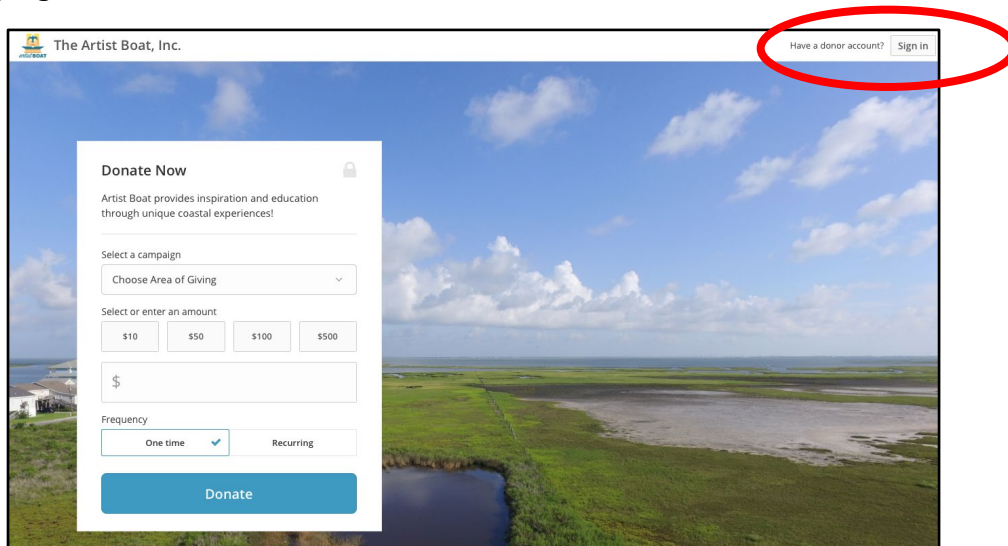 The Artist Boat, Inc.
Have a donor account? Sign in
Donate Now
Artist Boat provides inspiration and education
through unique coastal experiences!
Select a campaign
Choose Area of Giving
Select or enter an amount
$10 $50 $100 $500
$
Frequency
One time Recurring
Donate